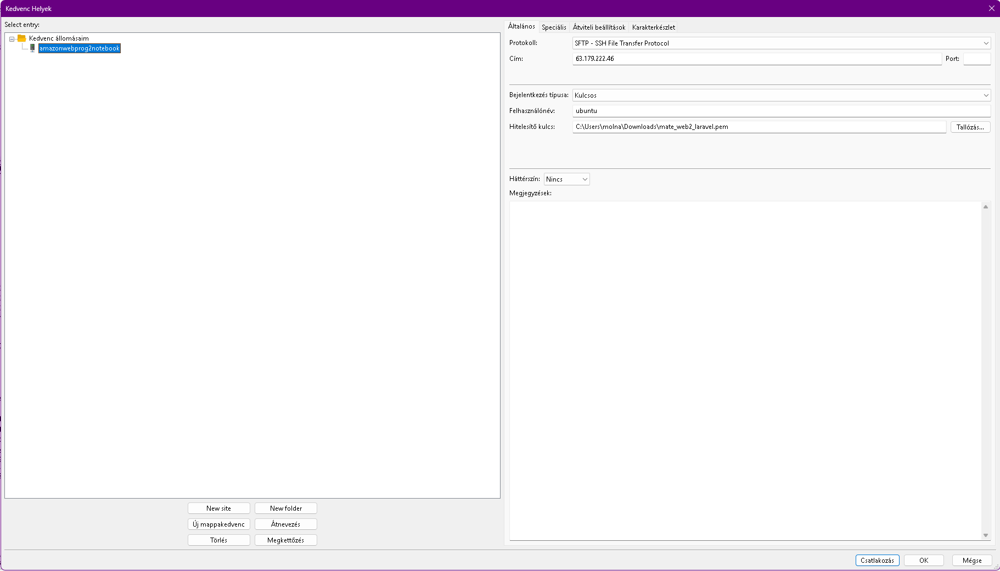 Kedvenc Helyek
Select entry:
Kedvenc állomásaim
amazonwebprog2notebook
New site
New folder
Új mappakedvenc
Átnevezés
Törlés
Megkettőzés
Általános
Speciális
Átviteli beállítások
Karakterkészlet
Protokoll:
SFTP - SSH File Transfer Protocol
Cím:
63.179.222.46
Port:
Bejelentkezés típusa:
Kulcsos
Felhasználónév:
ubuntu
Hitelesítő kulcs:
C:\Users\molna\Downloads\mate_web2_laravel.pem
Tallózás...
Háttérszín:
Nincs
Megjegyzések:
Csatlakozás
OK
Mégse